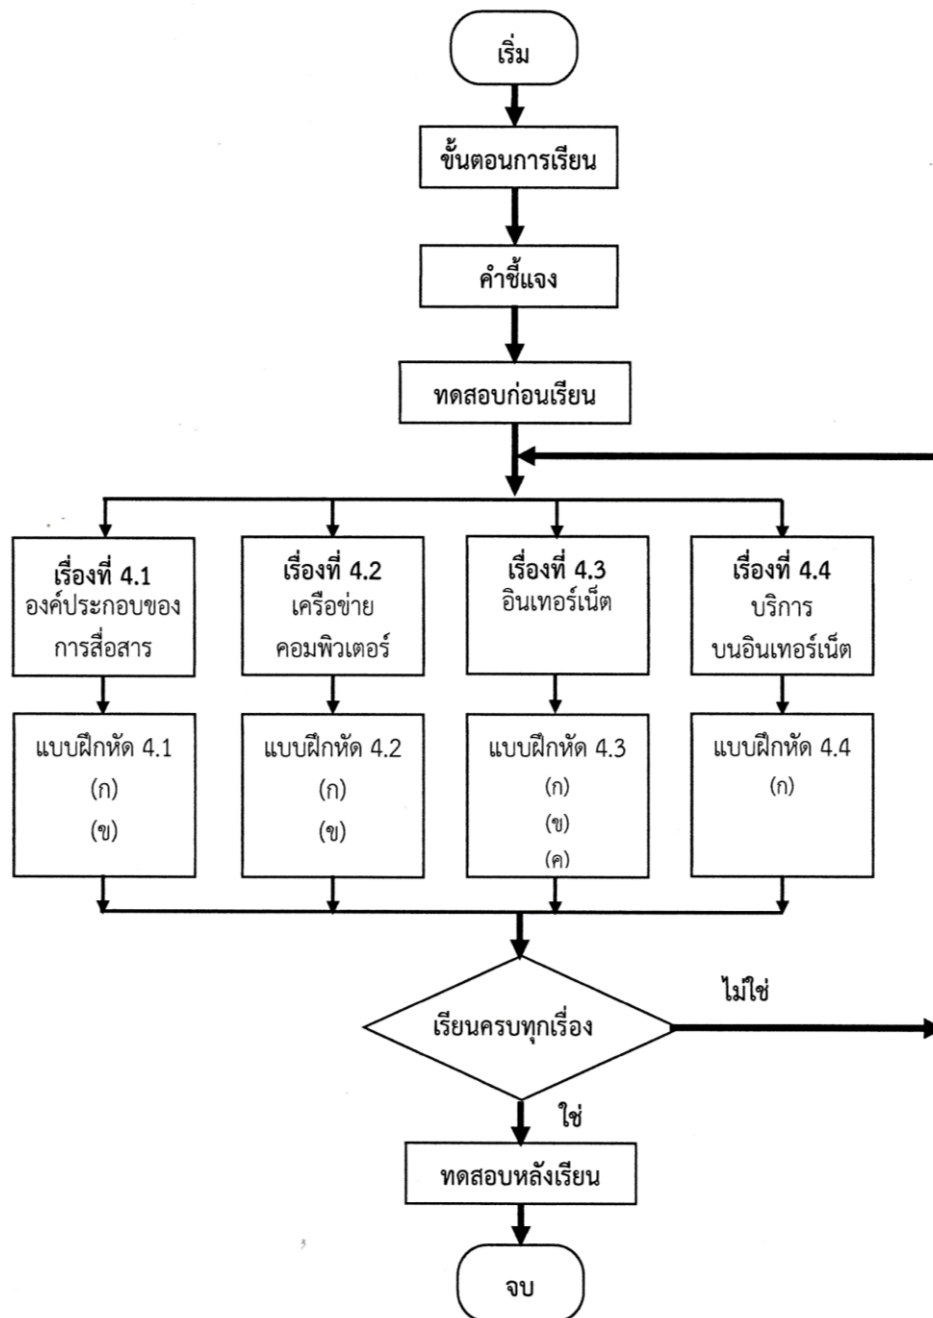 เริ่ม
ขั้นตอนการเรียน
คำชี้แจง
ทดสอบก่อนเรียน
เรื่องที่ 4.1
องค์ประกอบของ
การสื่อสาร
เรื่องที่ 4.2
เครือข่าย
คอมพิวเตอร์
เรื่องที่ 4.3
อินเทอร์เน็ต
เรื่องที่ 4.4
บริการ
บนอินเทอร์เน็ต
แบบฝึกหัด 4.1
(ก)
(ข)
แบบฝึกหัด 4.2
(ก)
(ข)
แบบฝึกหัด 4.3
(ก)
(ข)
(ค)
แบบฝึกหัด 4.4
(ก)
เรียนครบทุกเรื่อง
ไม่ใช่
ใช่
ทดสอบหลังเรียน
จบ